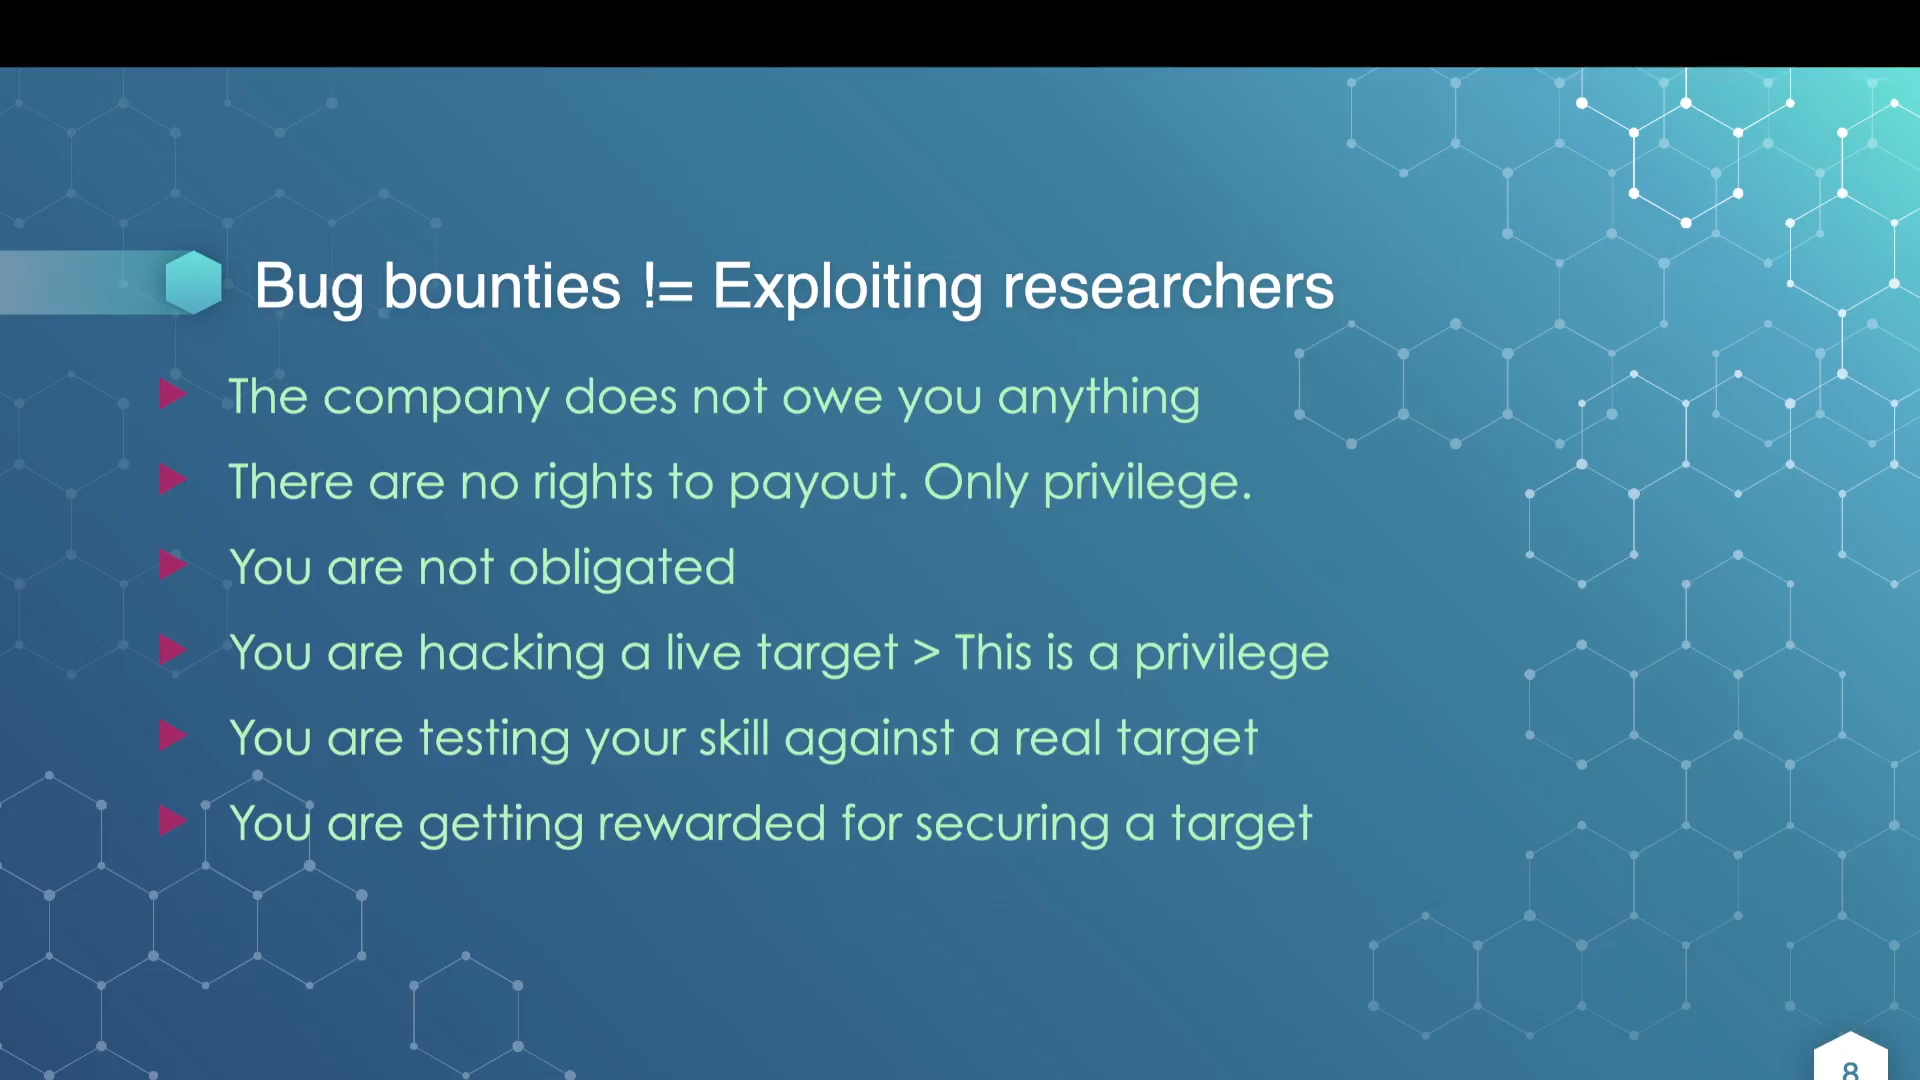 Bug bounties != Exploiting researchers
The company does not owe you anything
There are no rights to payout. Only privilege.
You are not obligated
You are hacking a live target > This is a privilege
You are testing your skill against a real target
You are getting rewarded for securing a target
8